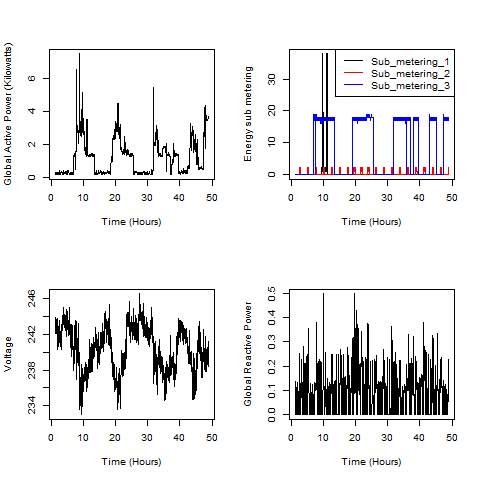 Global Active Power (Kilowatts)
0 2 4 6
0 10 20 30 40 50
Time (Hours)
Energy sub metering
0 10 20 30
Sub_metering_1
Sub_metering_2
Sub_metering_3
0 10 20 30 40 50
Time (Hours)
Voltage
234 238 242 246
0 10 20 30 40 50
Time (Hours)
Global Reactive Power
0.0 0.1 0.2 0.3 0.4 0.5
0 10 20 30 40 50
Time (Hours)